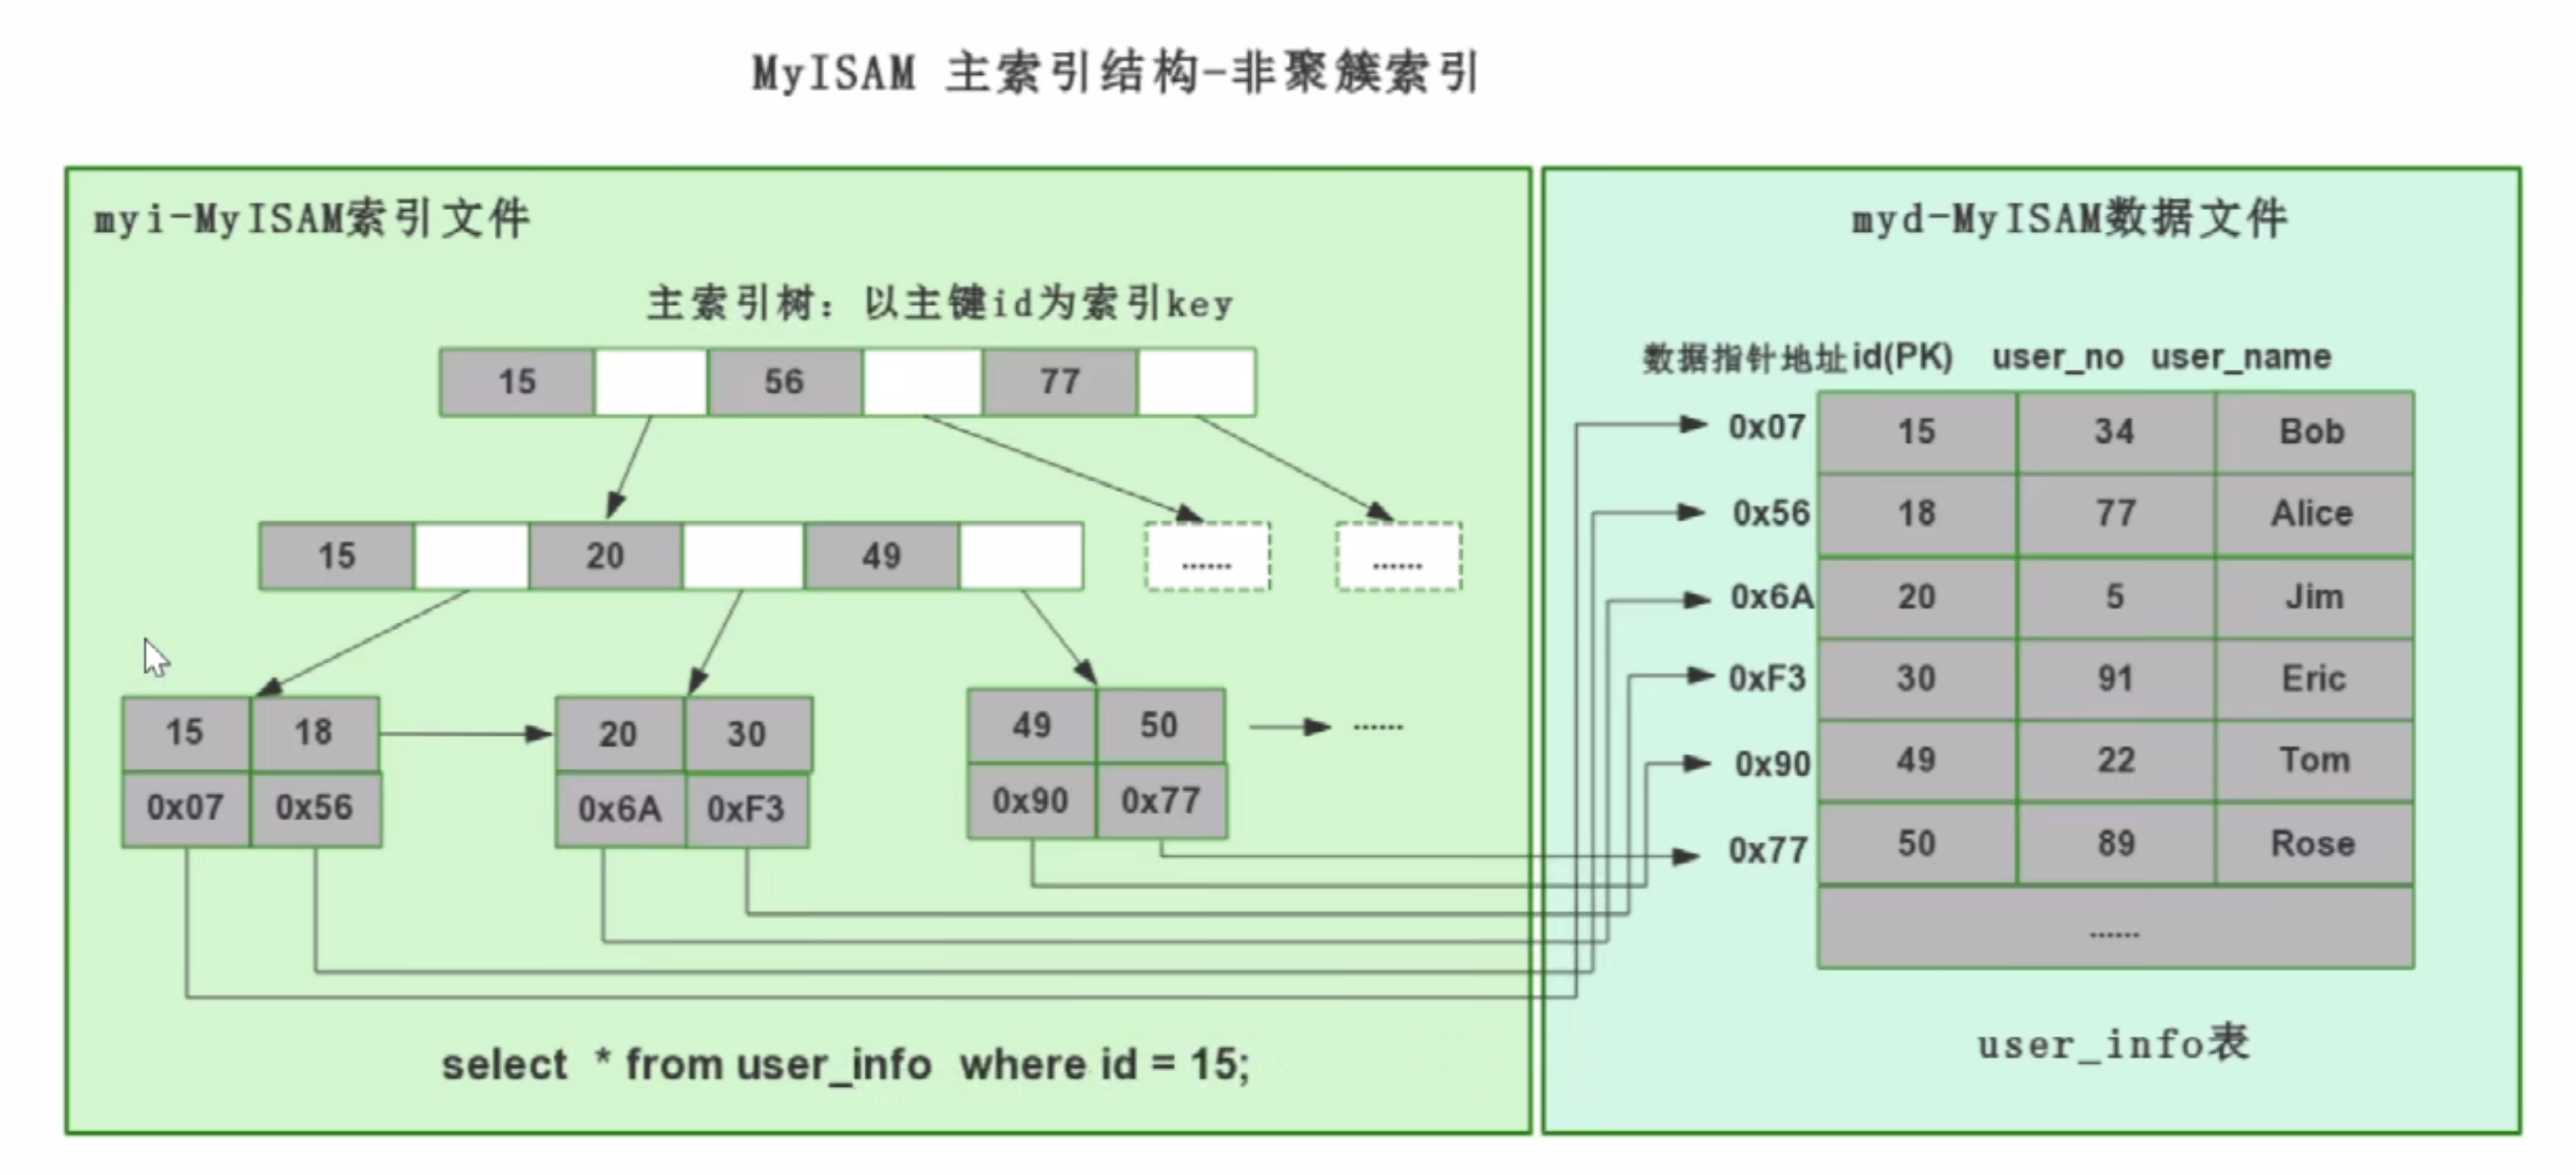 MyISAM 主索引结构-非聚簇索引
myi-MyISAM索引文件
主索引树：以主键id为索引key
15 56 77
15 20 49 ...... ......
15 18 20 30 49 50 ......
0x07 0x56 0x6A 0xF3 0x90 0x77
select * from user_info where id = 15;
myd-MyISAM数据文件
数据指针地址 id(PK) user_no user_name
0x07 15 34 Bob
0x56 18 77 Alice
0x6A 20 5 Jim
0xF3 30 91 Eric
0x90 49 22 Tom
0x77 50 89 Rose
......
user_info表